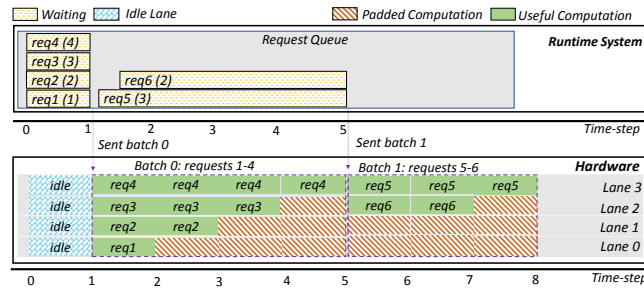 Waiting Idle Lane Padded Computation Useful Computation
req4 (4) Request Queue Runtime System
req3 (3)
req2 (2) req6 (2)
req1 (1) req5 (3)
0 1 2 3 4 5 Time-step
Sent batch 0 Sent batch 1
Batch 0: requests 1-4 Batch 1: requests 5-6 Hardware
idle req4 req4 req4 req4 req5 req5 req5 Lane 3
idle req3 req3 req3 req6 req6 Lane 2
idle req2 req2 Lane 1
idle req1 Lane 0
0 1 2 3 4 5 6 7 8 Time-step